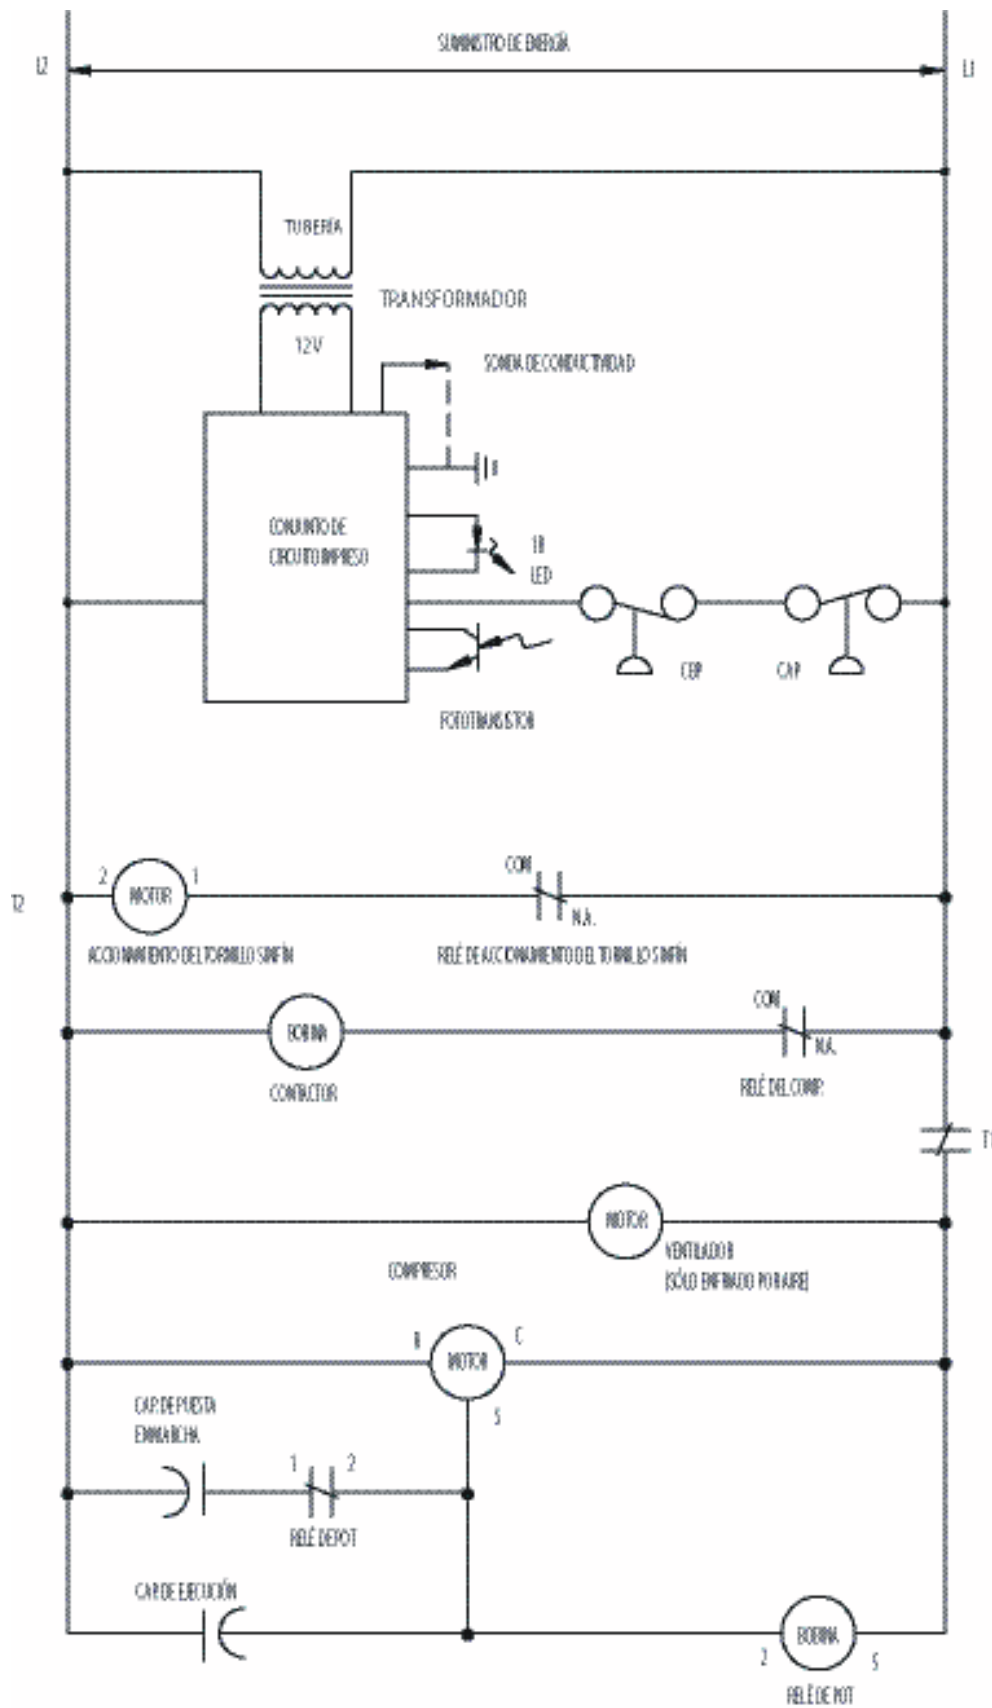 SUMINISTRO DE ENERGÍA
L2
L1
TUBERÍA
TRANSFORMADOR
12V
SONDA DE CONDUCTIVIDAD
CONJUNTO DE
CIRCUITO IMPRESO
IR
LED
CBP
CAP
FOTOTRANSISTOR
COM
2
MOTOR
1
T2
N.A.
ACCIONAMIENTO DEL TORNILLO SINFÍN
RELÉ DE ACCIONAMIENTO DEL TORNILLO SINFÍN
COM
BOBINA
N.A.
CONTACTOR
RELÉ DEL COMP.
T1
MOTOR
VENTILADOR
(SÓLO ENFRIADO POR AIRE)
COMPRESOR
R
C
MOTOR
S
CAP. DE PUESTA
EN MARCHA
1
2
RELÉ DE POT
CAP. DE EJECUCIÓN
BOBINA
2
5
RELÉ DE POT